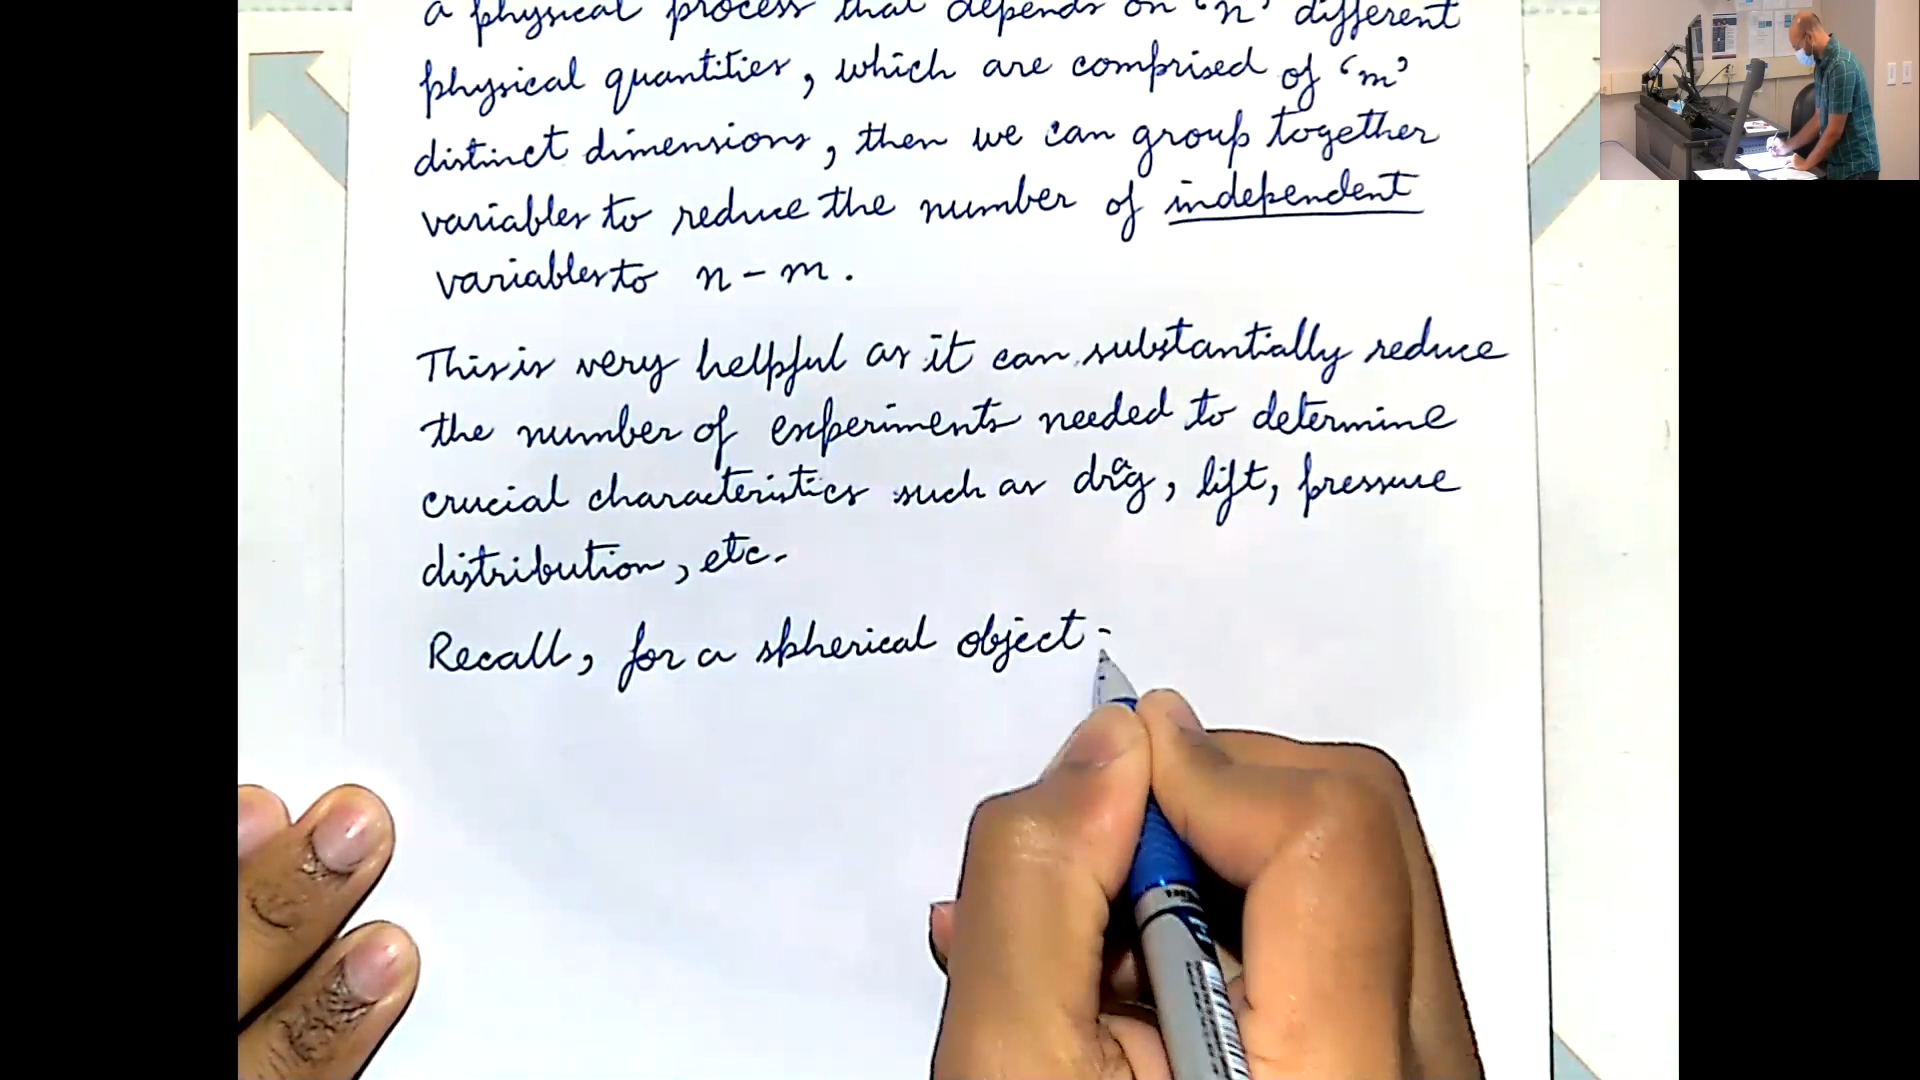 a physical process that depends on 'n' different
physical quantities, which are comprised of 'm'
distinct dimensions, then we can group together
variables to reduce the number of independent
variables to n - m.
This is very helpful as it can substantially reduce
the number of experiments needed to determine
crucial characteristics such as drag, lift, pressure
distribution, etc.
Recall, for a spherical object :